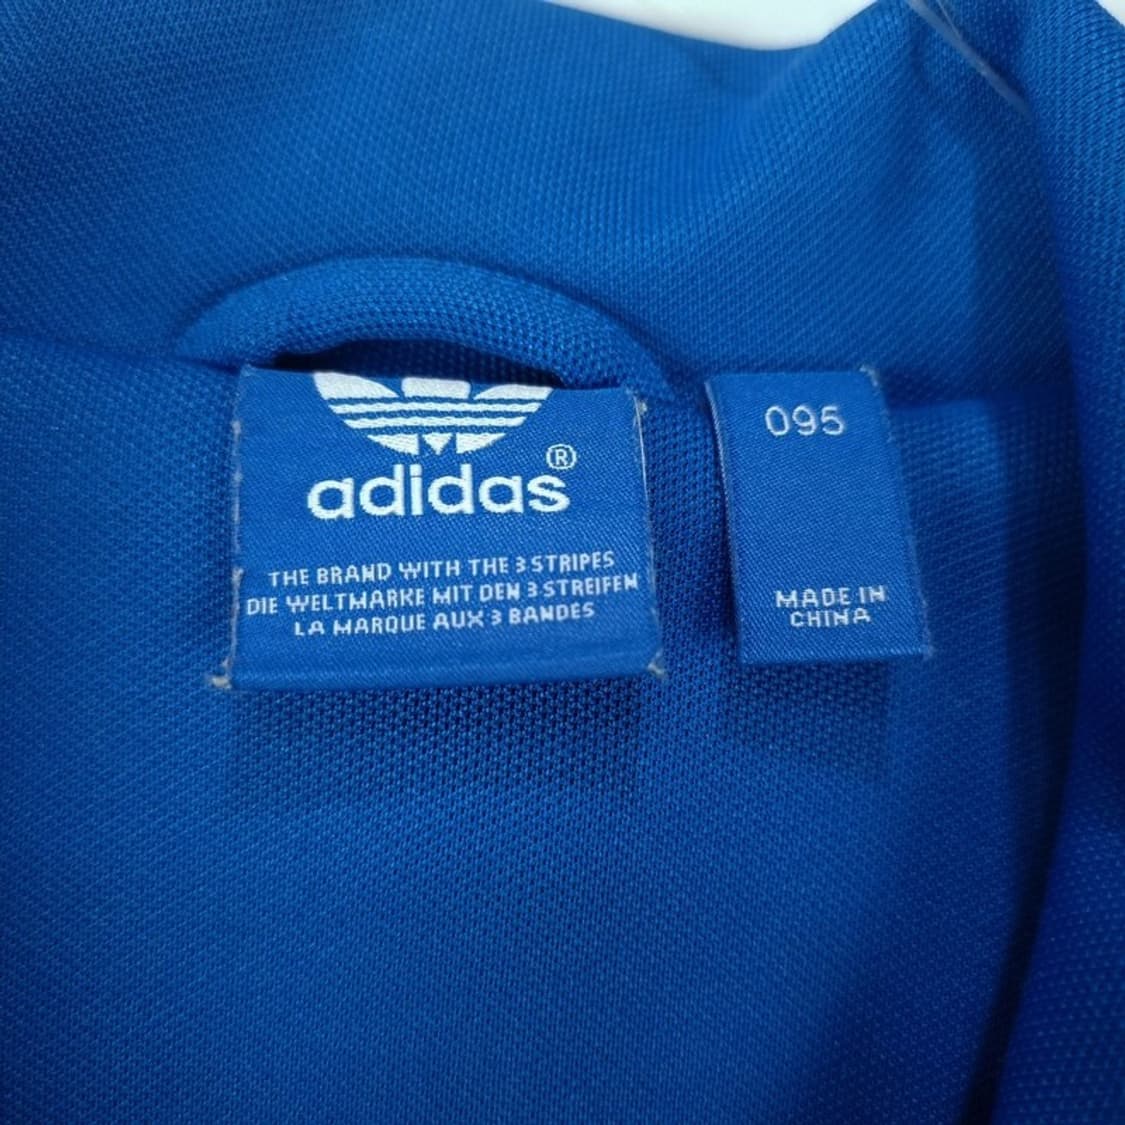 adidas®
THE BRAND WITH THE 3 STRIPES
DIE WELTMARKE MIT DEN 3 STREIFEN
LA MARQUE AUX 3 BANDES
095
MADE IN
CHINA